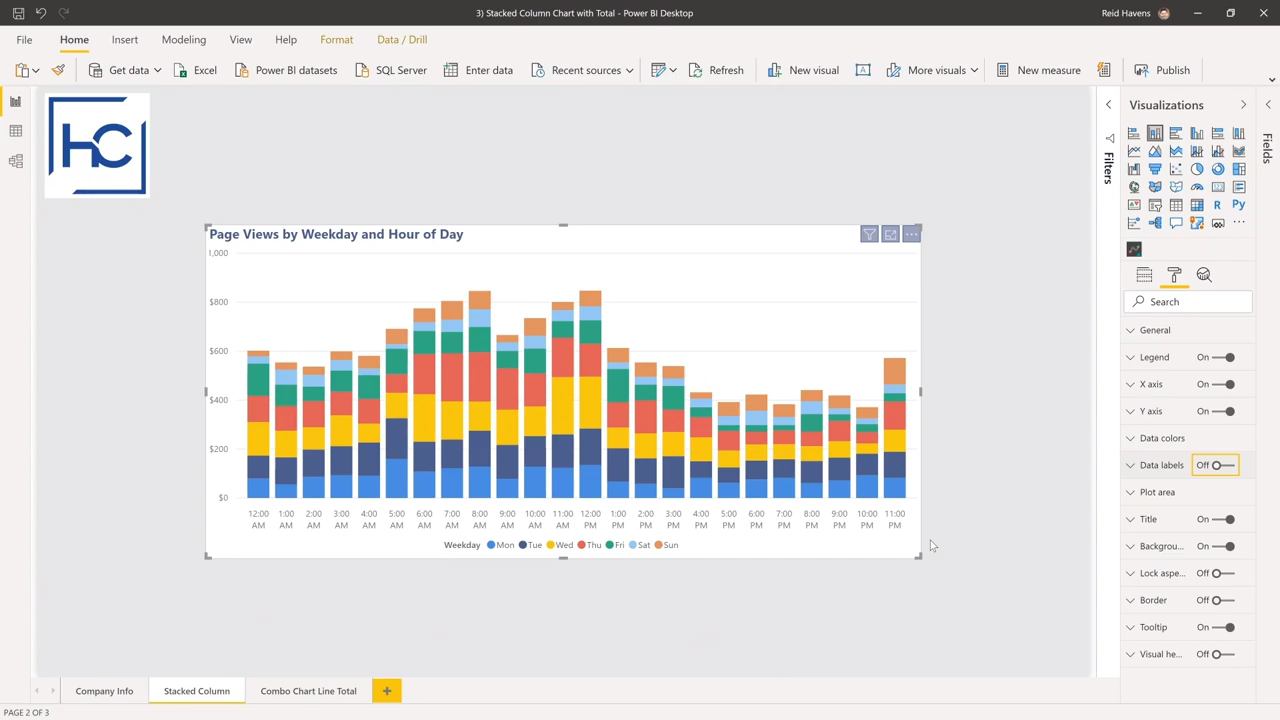 3) Stacked Column Chart with Total - Power BI Desktop
Reid Havens
File Home Insert Modeling View Help Format Data / Drill
Get data Excel Power BI datasets SQL Server Enter data Recent sources Refresh New visual More visuals New measure Publish
HC
Visualizations
Filters
Fields
R Py
Search
General
Legend On
X axis On
Y axis On
Data colors
Data labels Off
Plot area
Title On
Backgrou... On
Lock aspe... Off
Border Off
Tooltip On
Visual he... Off
Page Views by Weekday and Hour of Day
1,000
$800
$600
$400
$200
$0
12:00 AM 1:00 AM 2:00 AM 3:00 AM 4:00 AM 5:00 AM 6:00 AM 7:00 AM 8:00 AM 9:00 AM 10:00 AM 11:00 AM 12:00 PM 1:00 PM 2:00 PM 3:00 PM 4:00 PM 5:00 PM 6:00 PM 7:00 PM 8:00 PM 9:00 PM 10:00 PM 11:00 PM
Weekday Mon Tue Wed Thu Fri Sat Sun
Company Info Stacked Column Combo Chart Line Total
PAGE 2 OF 3